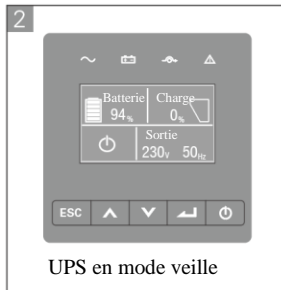 2
Batterie Charge
94% 0%
Sortie
230V 50Hz
ESC
UPS en mode veille